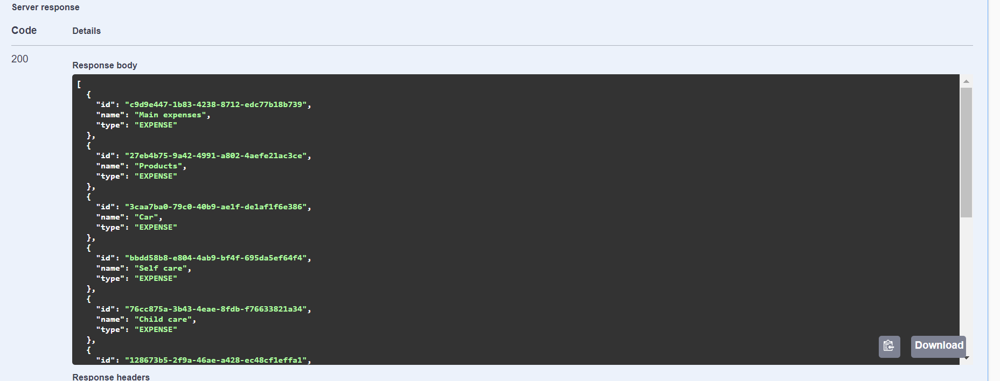 Server response
Code Details
200
Response body
[
{
"id": "c9d9e447-1b83-4238-8712-edc77b18b739",
"name": "Main expenses",
"type": "EXPENSE"
},
{
"id": "27eb4b75-9a42-4991-a802-4aefe21ac3ce",
"name": "Products",
"type": "EXPENSE"
},
{
"id": "3caa7ba0-79c0-40b9-ae1f-de1af1f6e386",
"name": "Car",
"type": "EXPENSE"
},
{
"id": "bbdd58b8-e804-4ab9-bf4f-695da5ef64f4",
"name": "Self care",
"type": "EXPENSE"
},
{
"id": "76cc875a-3b43-4eae-8fdb-f76633821a34",
"name": "Child care",
"type": "EXPENSE"
},
{
"id": "128673b5-2f9a-46ae-a428-ec48cf1effa1",
Download
Response headers